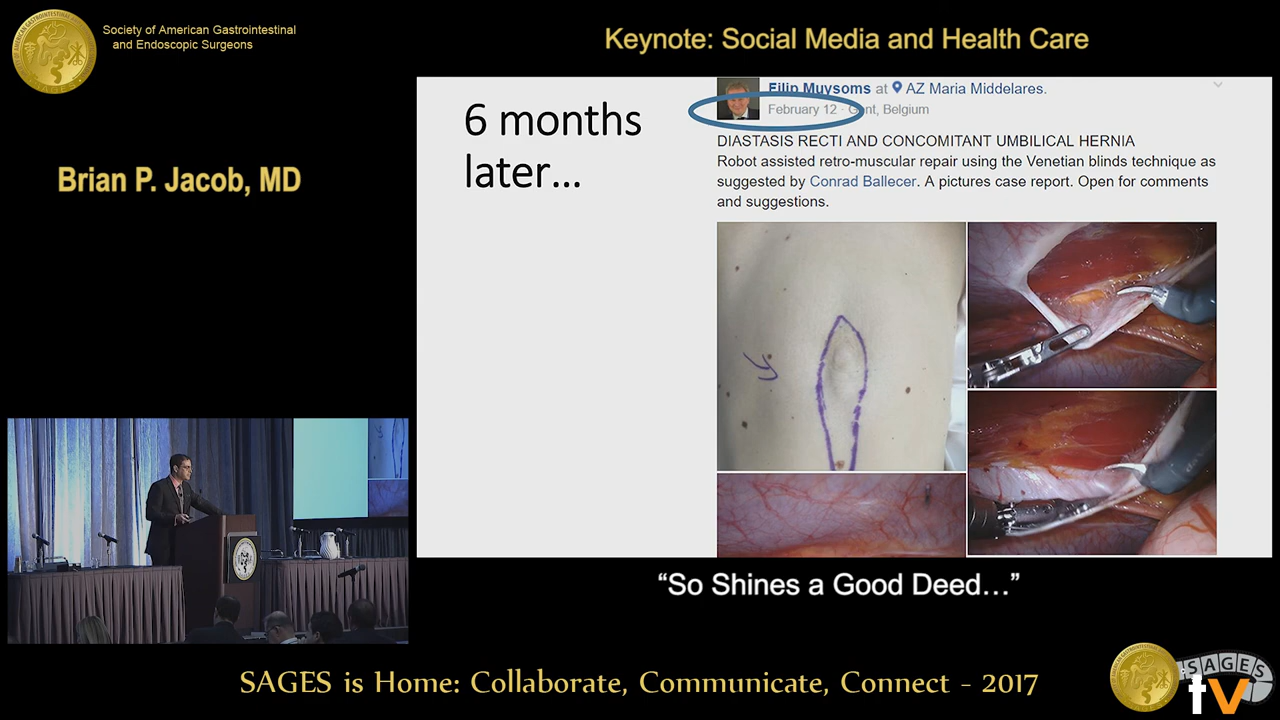 Society of American Gastrointestinal
and Endoscopic Surgeons
Keynote: Social Media and Health Care
Brian P. Jacob, MD
6 months
later...
Filip Muysoms at AZ Maria Middelares.
February 12 · Gent, Belgium
DIASTASIS RECTI AND CONCOMITANT UMBILICAL HERNIA
Robot assisted retro-muscular repair using the Venetian blinds technique as
suggested by Conrad Ballecer. A pictures case report. Open for comments
and suggestions.
“So Shines a Good Deed…”
SAGES is Home: Collaborate, Communicate, Connect - 2017
SAGES
tv